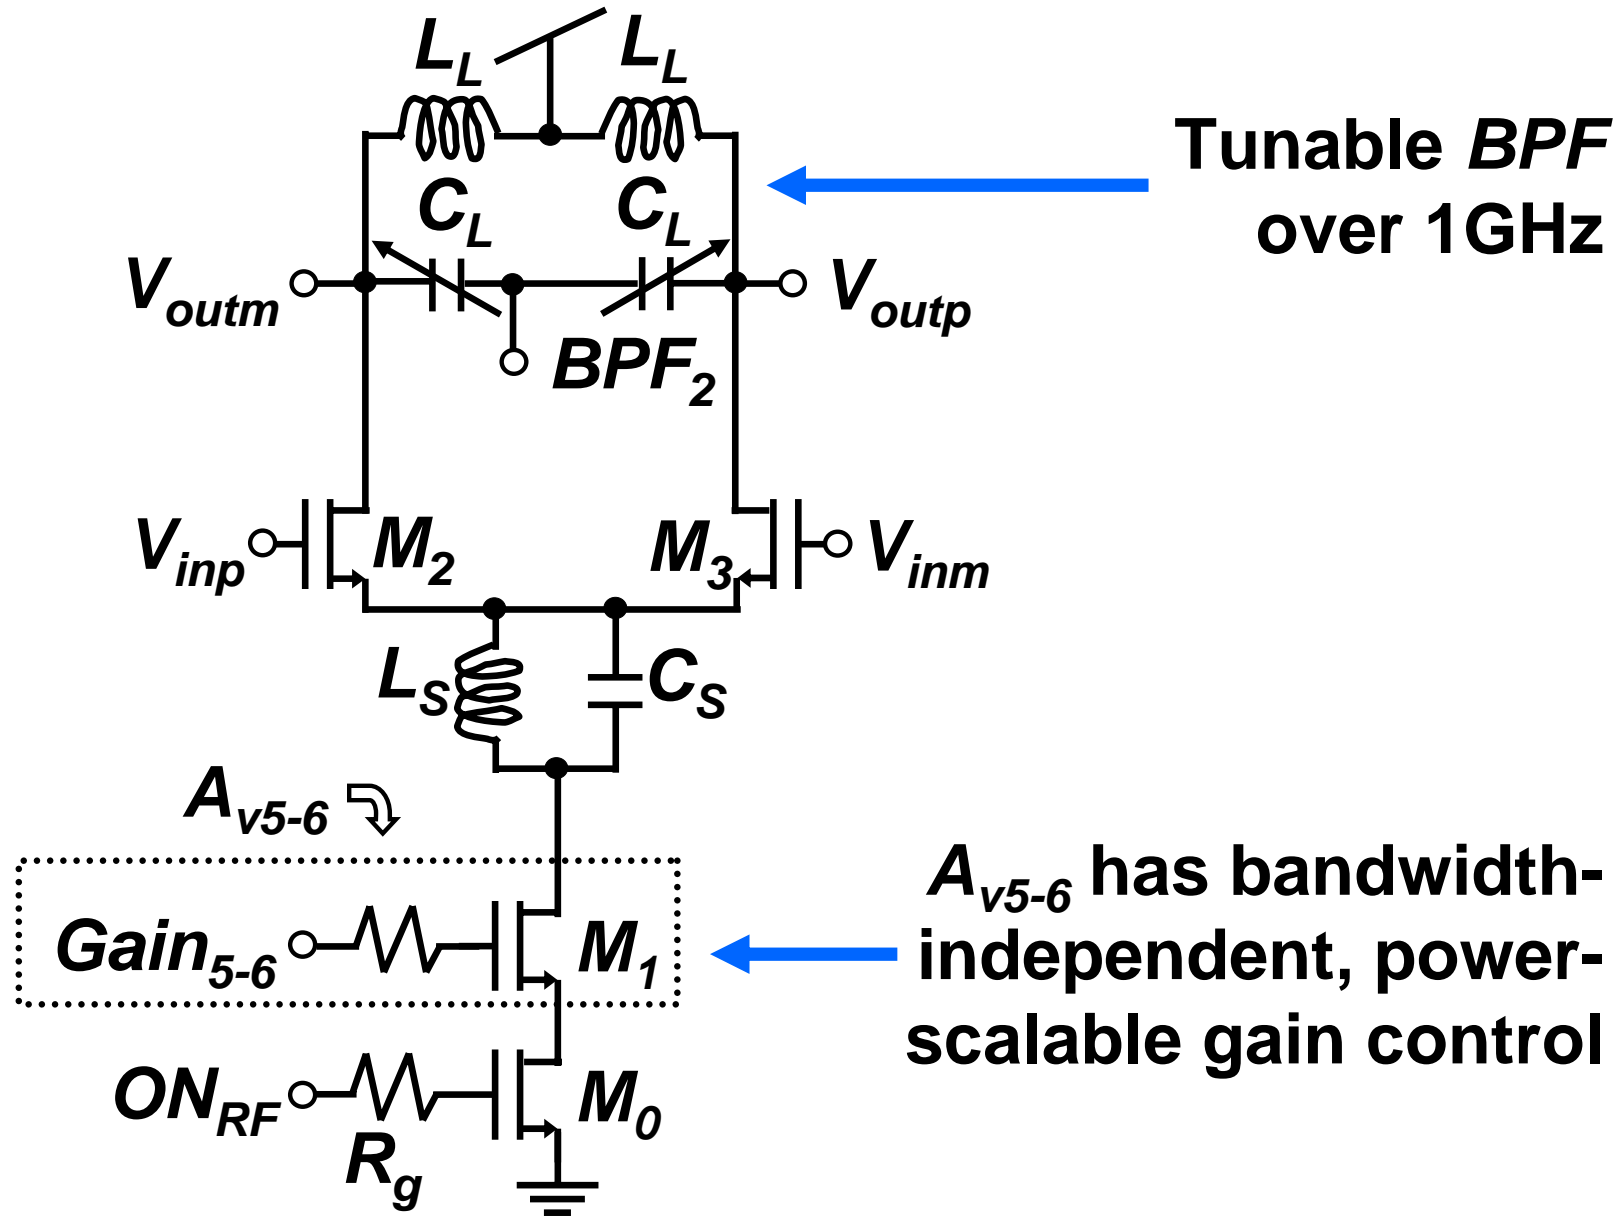 L_L L_L
Tunable BPF
over 1GHz
C_L C_L
V_outm V_outp
BPF_2
V_inp M_2 M_3 V_inm
L_S C_S
A_v5-6
A_v5-6 has bandwidth-
independent, power-
scalable gain control
Gain_5-6 M_1
ON_RF M_0
R_g